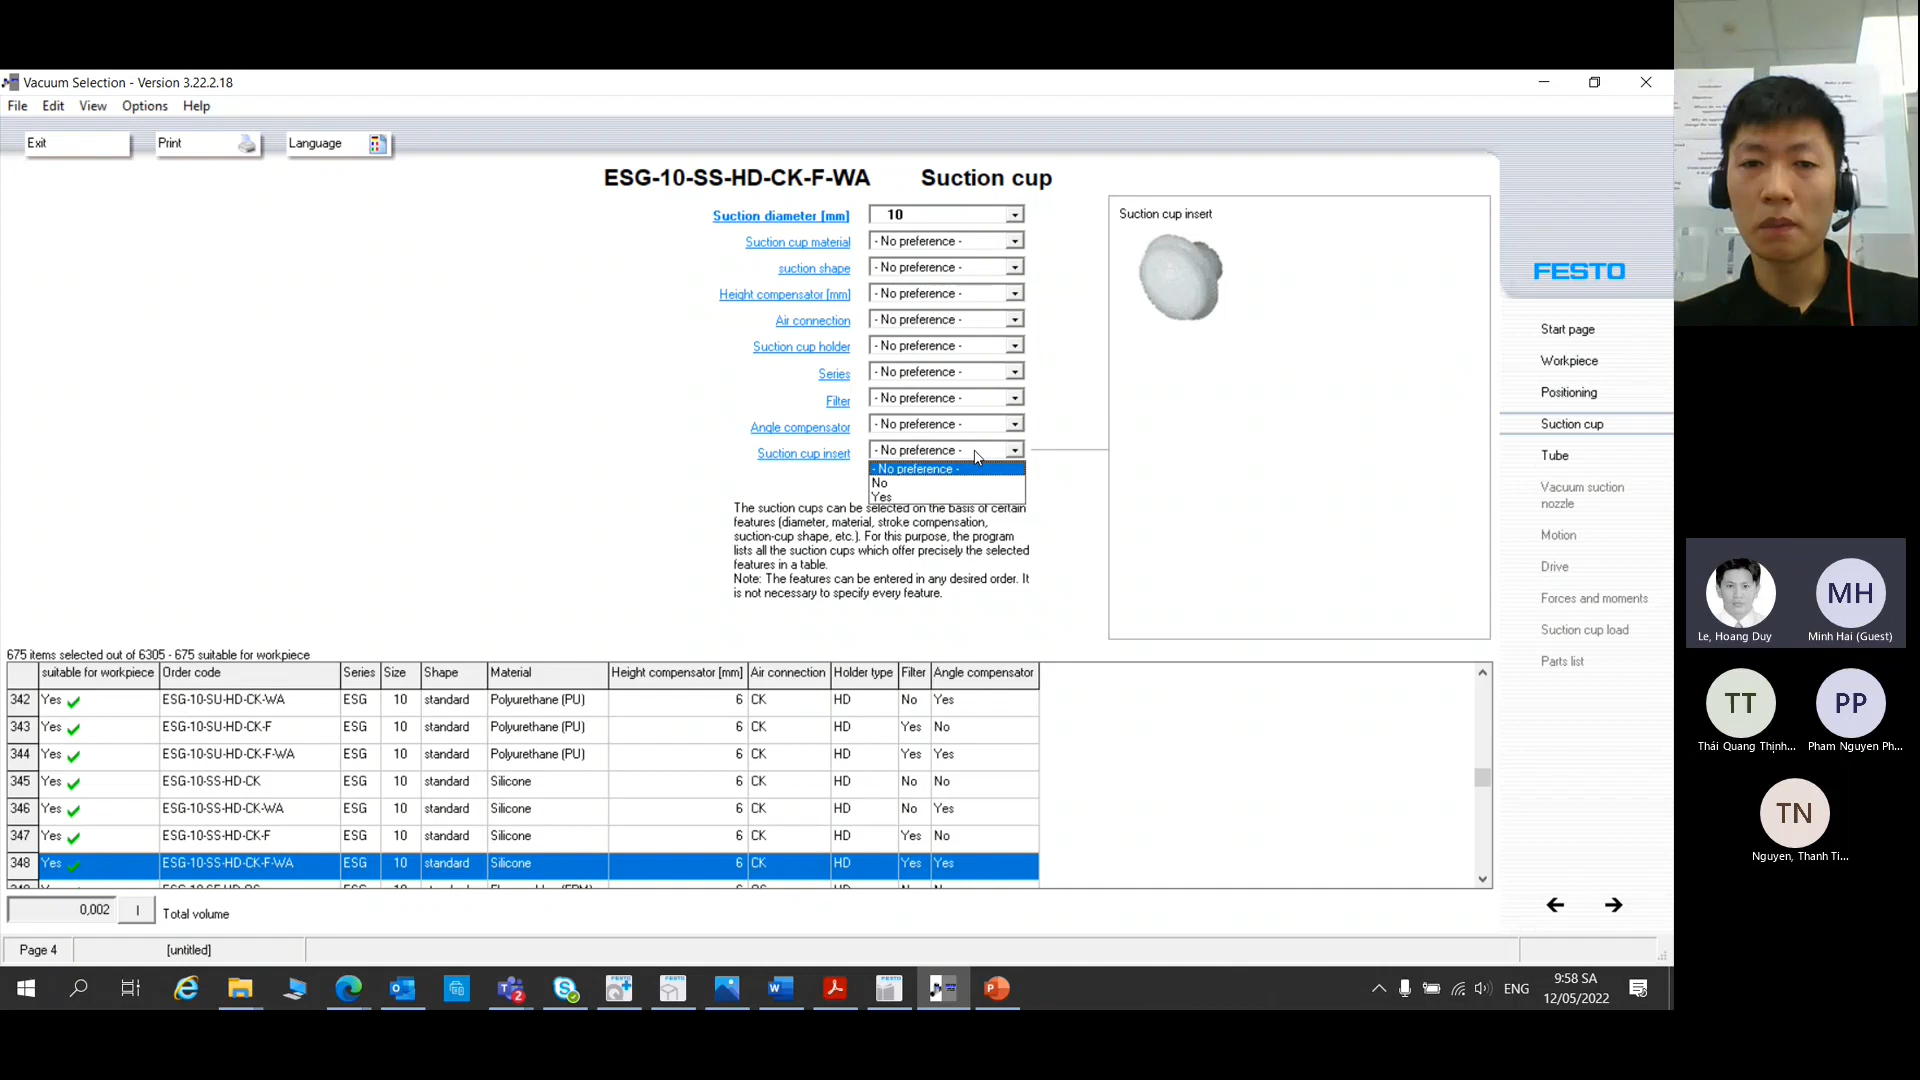 Vacuum Selection - Version 3.22.2.18
File Edit View Options Help
Exit Print Language
ESG-10-SS-HD-CK-F-WA Suction cup
Suction diameter [mm] 10
Suction cup material - No preference -
suction shape - No preference -
Height compensator [mm] - No preference -
Air connection - No preference -
Suction cup holder - No preference -
Series - No preference -
Filter - No preference -
Angle compensator - No preference -
Suction cup insert - No preference -
- No preference -
No
Yes
The suction cups can be selected on the basis of certain
features (diameter, material, stroke compensation,
suction-cup shape, etc.). For this purpose, the program
lists all the suction cups which offer precisely the selected
features in a table.
Note: The features can be entered in any desired order. It
is not necessary to specify every feature.
Suction cup insert
FESTO
Start page
Workpiece
Positioning
Suction cup
Tube
Vacuum suction
nozzle
Motion
Drive
Forces and moments
Suction cup load
Parts list
675 items selected out of 6305 - 675 suitable for workpiece
suitable for workpiece Order code Series Size Shape Material Height compensator [mm] Air connection Holder type Filter Angle compensator
342 Yes ESG-10-SU-HD-CK-WA ESG 10 standard Polyurethane (PU) 6 CK HD No Yes
343 Yes ESG-10-SU-HD-CK-F ESG 10 standard Polyurethane (PU) 6 CK HD Yes No
344 Yes ESG-10-SU-HD-CK-F-WA ESG 10 standard Polyurethane (PU) 6 CK HD Yes Yes
345 Yes ESG-10-SS-HD-CK ESG 10 standard Silicone 6 CK HD No No
346 Yes ESG-10-SS-HD-CK-WA ESG 10 standard Silicone 6 CK HD No Yes
347 Yes ESG-10-SS-HD-CK-F ESG 10 standard Silicone 6 CK HD Yes No
348 Yes ESG-10-SS-HD-CK-F-WA ESG 10 standard Silicone 6 CK HD Yes Yes
0,002 l Total volume
Page 4 [untitled]
ENG
9:58 SA
12/05/2022
Le, Hoang Duy
MH
Minh Hai (Guest)
TT
Thái Quang Thịnh...
PP
Pham Nguyen Ph...
TN
Nguyen, Thanh Ti...